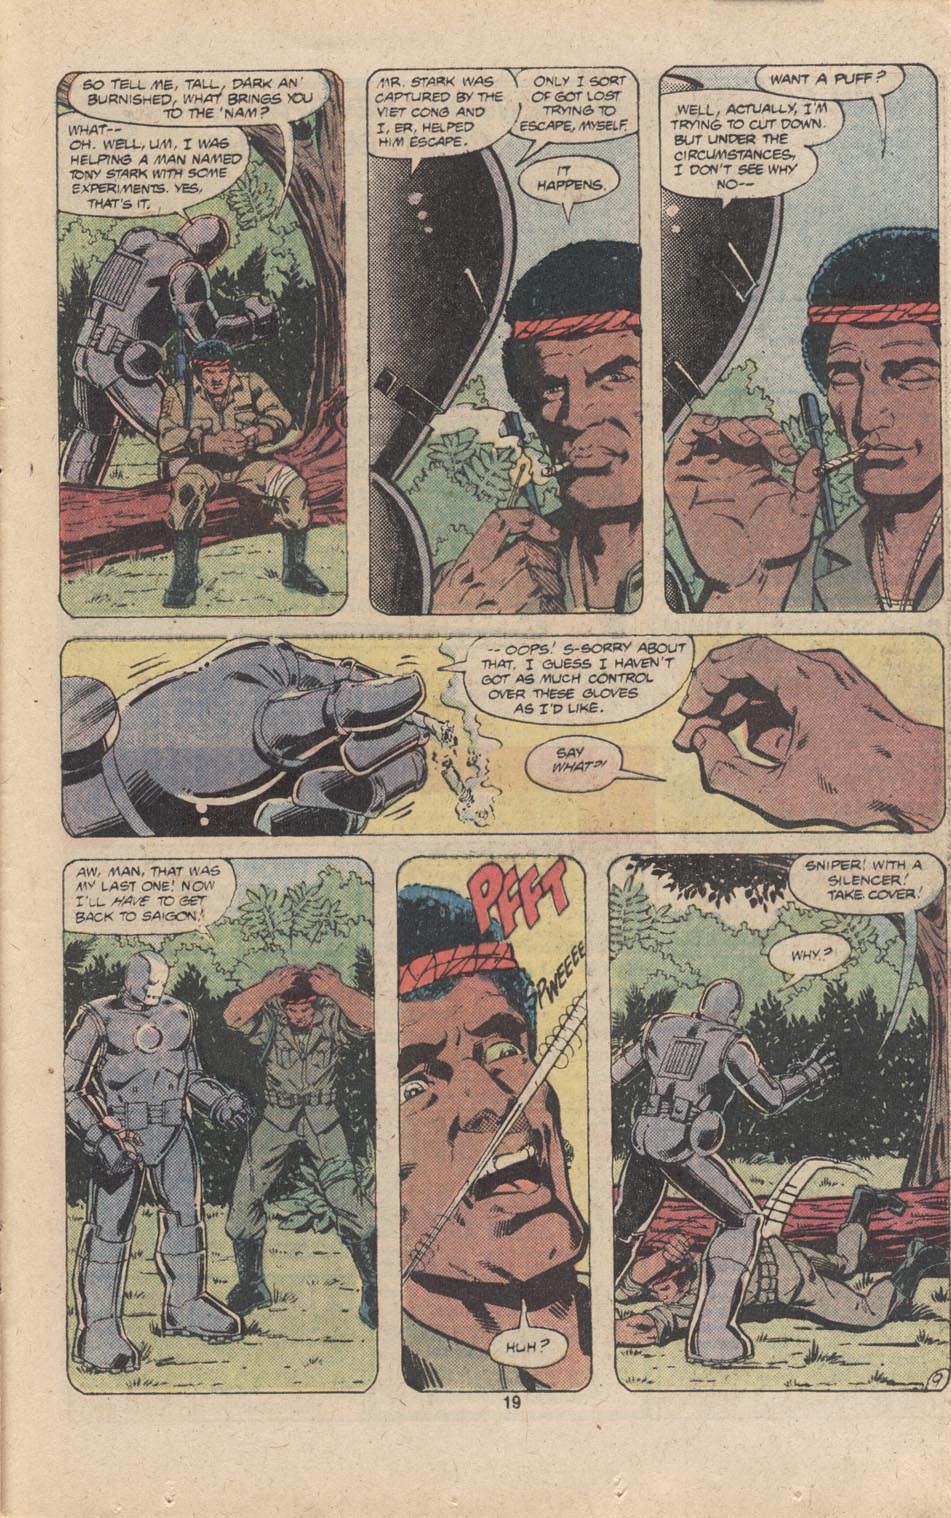 SO TELL ME, TALL, DARK AN'
BURNISHED, WHAT BRINGS YOU
TO THE 'NAM?
WHAT--
OH. WELL, UM, I WAS
HELPING A MAN NAMED
TONY STARK WITH SOME
EXPERIMENTS. YES,
THAT'S IT.
MR. STARK WAS
CAPTURED BY THE
VIET CONG AND
I, ER, HELPED
HIM ESCAPE.
ONLY I SORT
OF GOT LOST
TRYING TO
ESCAPE, MYSELF.
IT
HAPPENS.
WANT A PUFF?
WELL, ACTUALLY, I'M
TRYING TO CUT DOWN.
BUT UNDER THE
CIRCUMSTANCES,
I DON'T SEE WHY
NO--
-- OOPS! S-SORRY ABOUT
THAT. I GUESS I HAVEN'T
GOT AS MUCH CONTROL
OVER THESE GLOVES
AS I'D LIKE.
SAY
WHAT?!
AW, MAN, THAT WAS
MY LAST ONE! NOW
I'LL HAVE TO GET
BACK TO SAIGON!
PFFT
SPWEEEE
HUH?
SNIPER! WITH A
SILENCER!
TAKE COVER!
WHY?
9
19